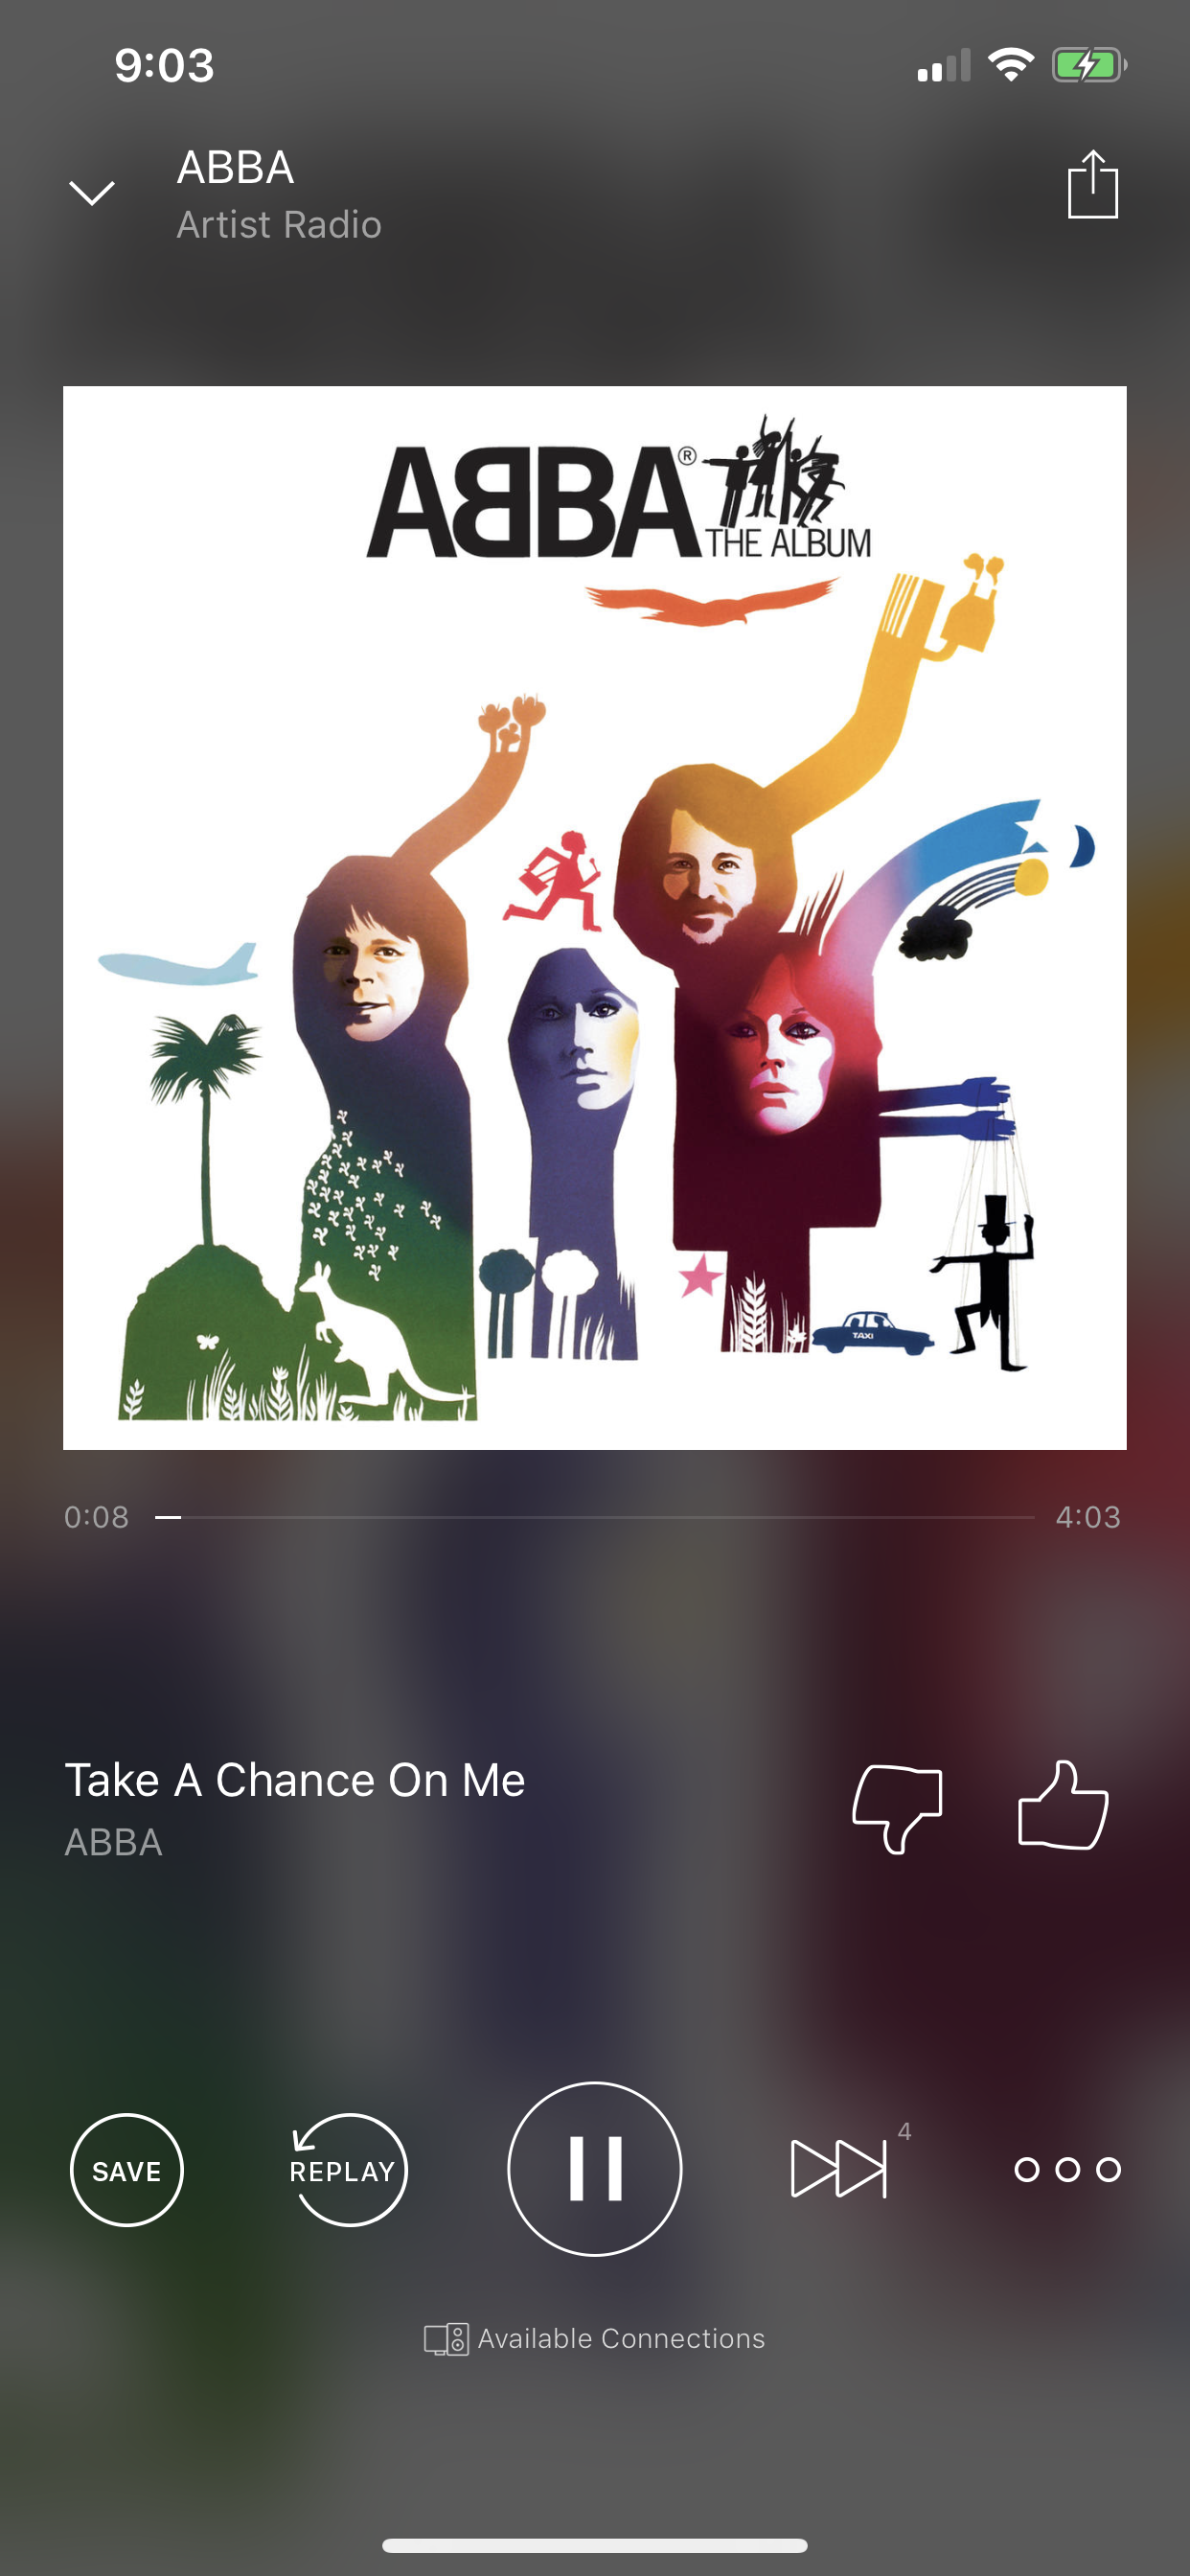 9:03
ABBA
Artist Radio
ABBA®
THE ALBUM
TAXI
0:08
4:03
Take A Chance On Me
ABBA
SAVE
REPLAY
4
Available Connections